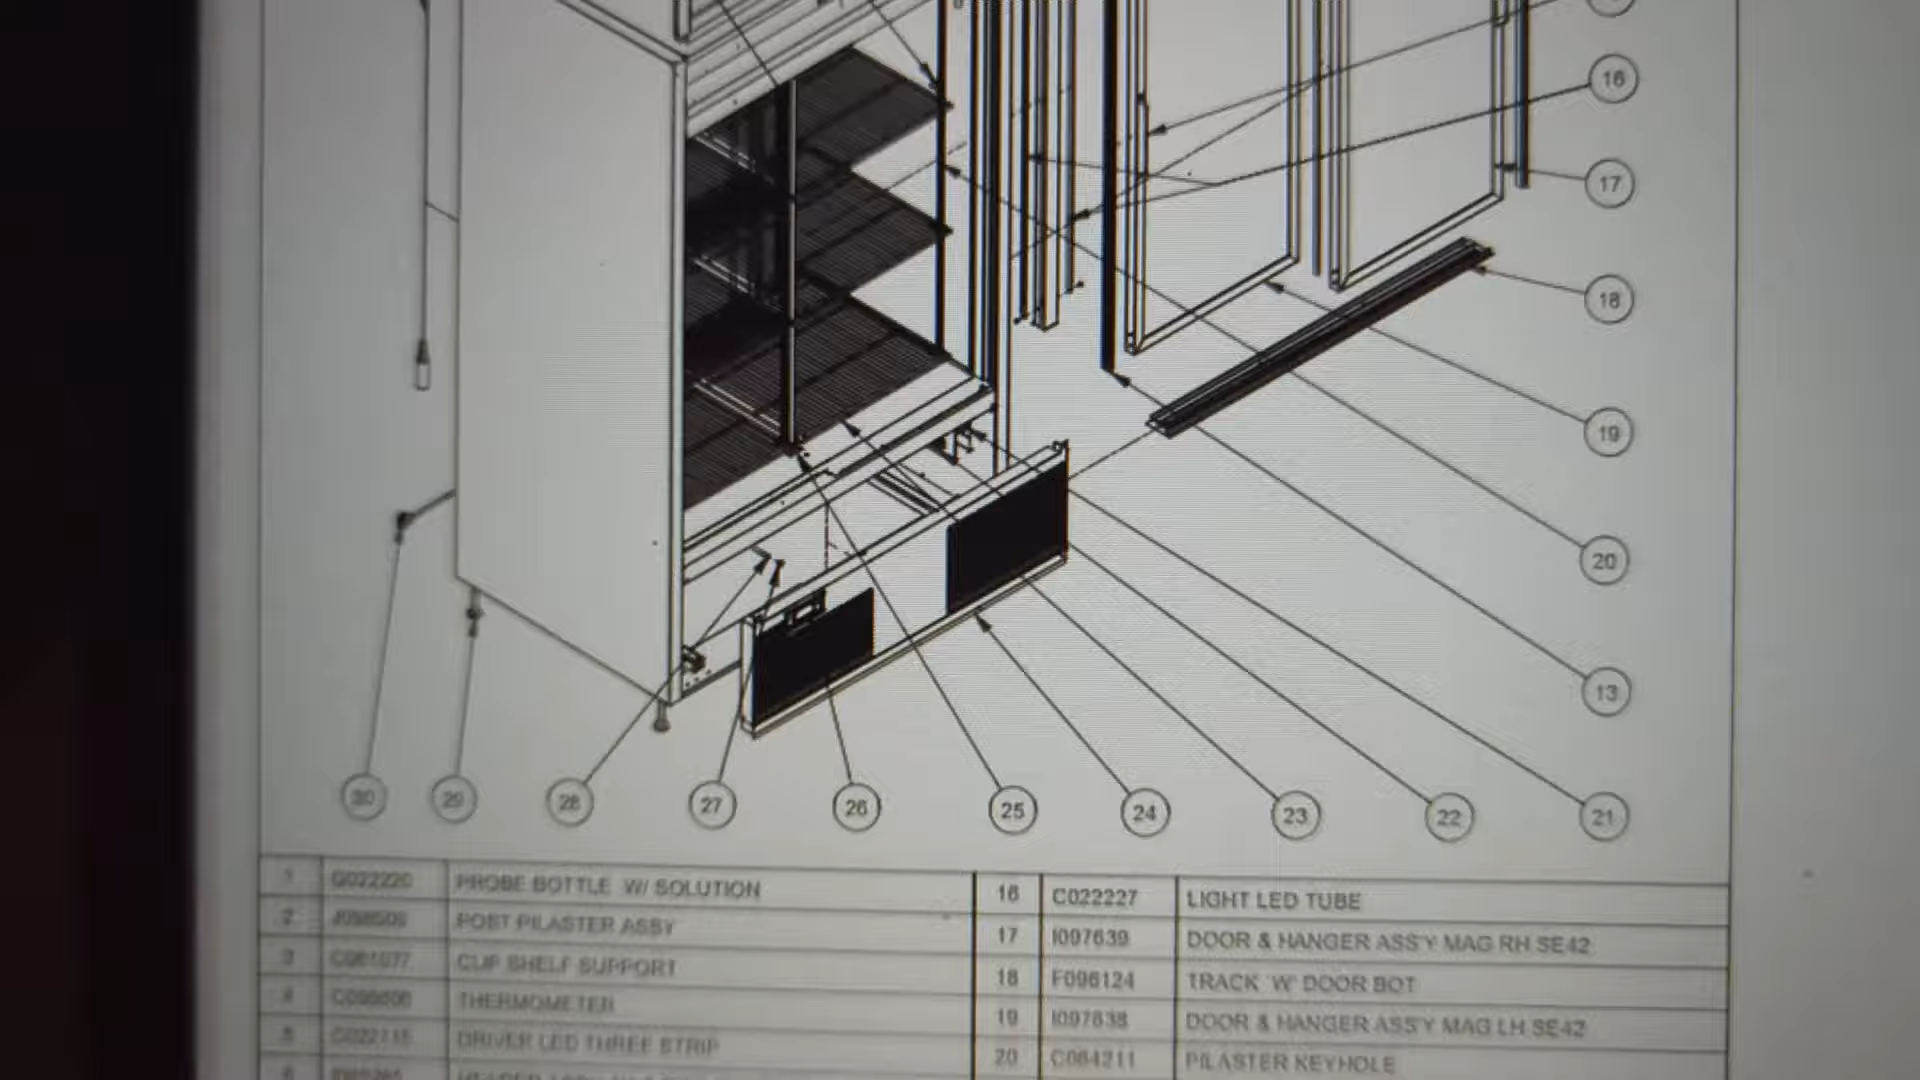 16
17
18
19
20
13
30
29
28
27
26
25
24
23
22
21
1 G022220 PROBE BOTTLE W/ SOLUTION
2 POST PILASTER ASSY
3 CLIP SHELF SUPPORT
4 THERMOMETER
5 DRIVER LED THREE STRIP
6
16 C022227 LIGHT LED TUBE
17 I097639 DOOR & HANGER ASS'Y MAG RH SE42
18 F096124 TRACK 'W' DOOR BOT
19 I097638 DOOR & HANGER ASS'Y MAG LH SE42
20 C064211 PILASTER KEYHOLE